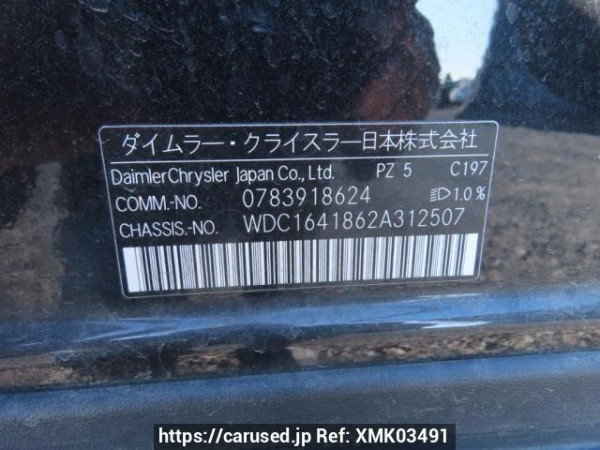 ダイムラー・クライスラー日本株式会社
DaimlerChrysler Japan Co., Ltd. PZ 5 C197
COMM.-NO. 0783918624 1.0%
CHASSIS.-NO. WDC1641862A312507
https://carused.jp Ref: XMK03491